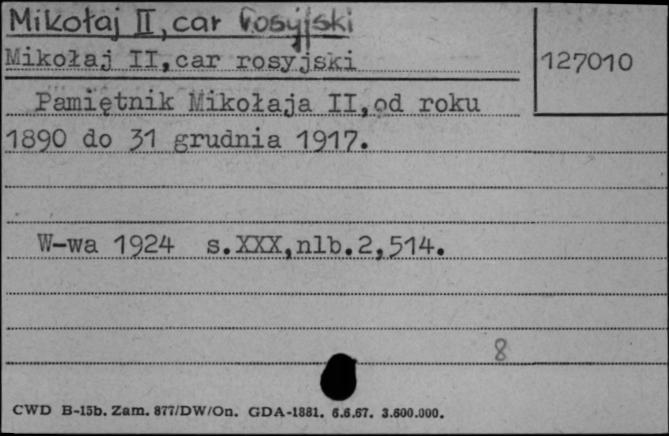 Mikołaj II, car rosyjski
Mikołaj II,car rosyjski
127010
Pamiętnik Mikołaja II,od roku
1890 do 31 grudnia 1917.
W-wa 1924 s.XXX,nlb.2,514.
8
CWD B-15b. Zam. 877/DW/On. GDA-1881. 6.6.67. 3.600.000.